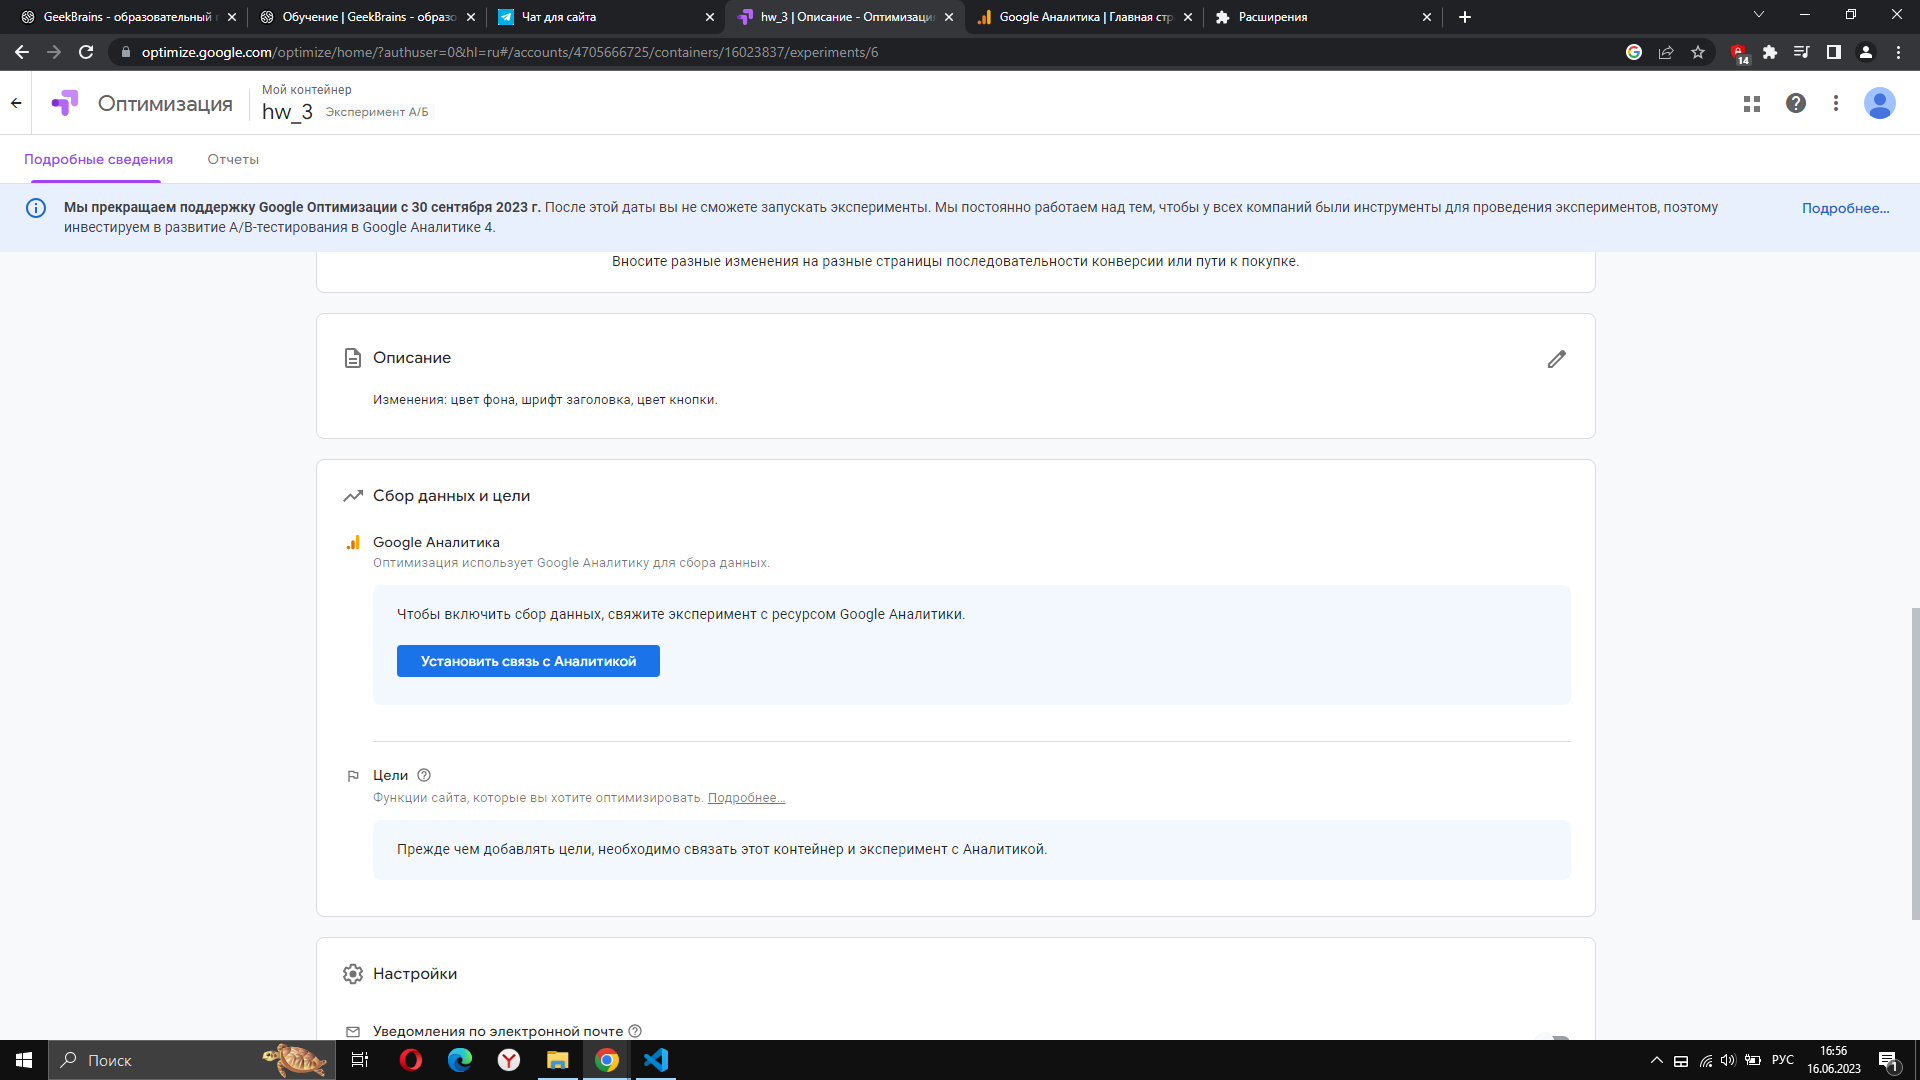 GeekBrains - образовательный
Обучение | GeekBrains - образо
Чат для сайта
hw_3 | Описание - Оптимизаци
Google Аналитика | Главная стр
Расширения
optimize.google.com/optimize/home/?authuser=0&hl=ru#/accounts/4705666725/containers/16023837/experiments/6
14
Оптимизация
Мой контейнер
hw_3
Эксперимент А/Б
Подробные сведения
Отчеты
Мы прекращаем поддержку Google Оптимизации с 30 сентября 2023 г. После этой даты вы не сможете запускать эксперименты. Мы постоянно работаем над тем, чтобы у всех компаний были инструменты для проведения экспериментов, поэтому
инвестируем в развитие A/B-тестирования в Google Аналитике 4.
Подробнее...
Вносите разные изменения на разные страницы последовательности конверсии или пути к покупке.
Описание
Изменения: цвет фона, шрифт заголовка, цвет кнопки.
Сбор данных и цели
Google Аналитика
Оптимизация использует Google Аналитику для сбора данных.
Чтобы включить сбор данных, свяжите эксперимент с ресурсом Google Аналитики.
Установить связь с Аналитикой
Цели
Функции сайта, которые вы хотите оптимизировать. Подробнее...
Прежде чем добавлять цели, необходимо связать этот контейнер и эксперимент с Аналитикой.
Настройки
Уведомления по электронной почте
Поиск
РУС
16:56
16.06.2023
1